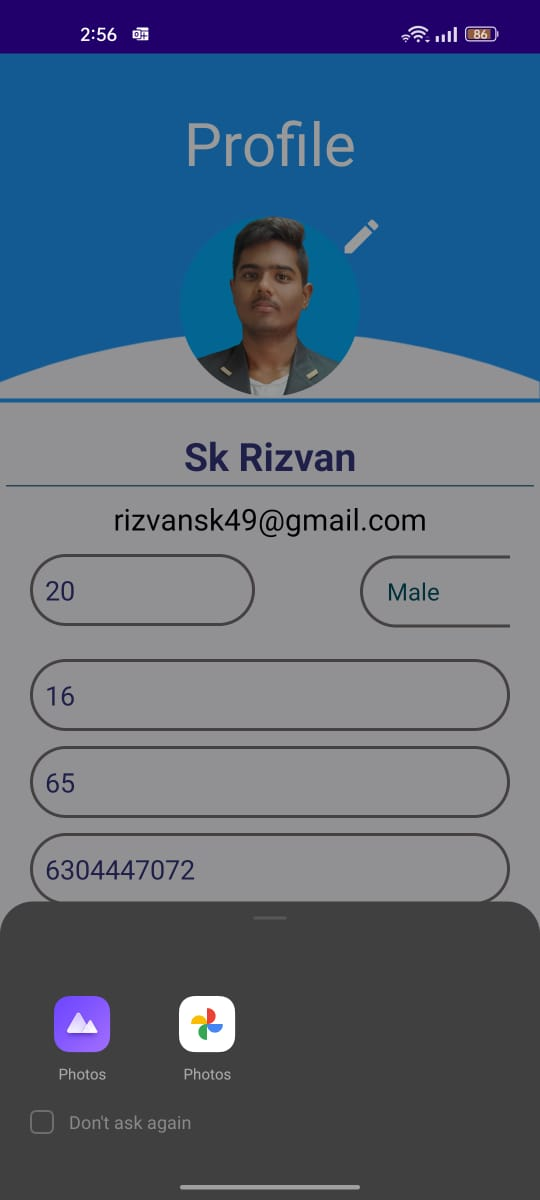 2:56
86
Profile
Sk Rizvan
rizvansk49@gmail.com
20
Male
16
65
6304447072
Photos
Photos
Don't ask again